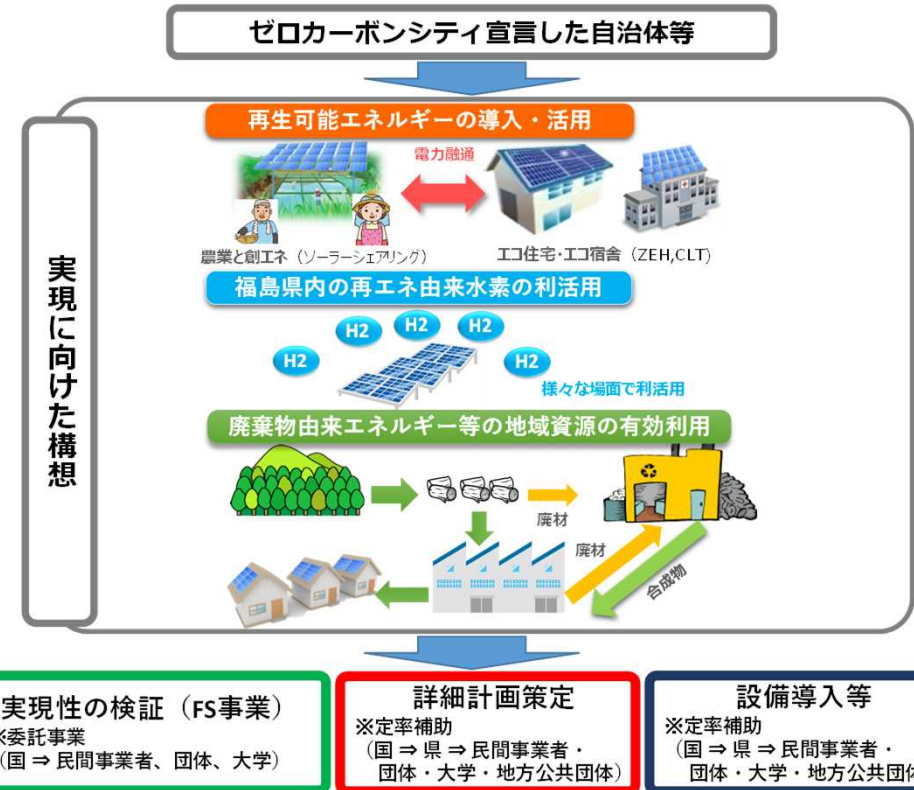 ゼロカーボンシティ宣言した自治体等
実現に向けた構想
再生可能エネルギーの導入・活用
電力融通
農業と創エネ（ソーラーシェアリング）
エコ住宅・エコ宿舎（ZEH,CLT）
福島県内の再エネ由来水素の利活用
H2
H2
H2
H2
H2
様々な場面で利活用
廃棄物由来エネルギー等の地域資源の有効利用
廃材
廃材
合成物
実現性の検証（FS事業）
※委託事業
（国 ⇒ 民間事業者、団体、大学）
詳細計画策定
※定率補助
（国 ⇒ 県 ⇒ 民間事業者・
団体・大学・地方公共団体）
設備導入等
※定率補助
（国 ⇒ 県 ⇒ 民間事業者・
団体・大学・地方公共団体